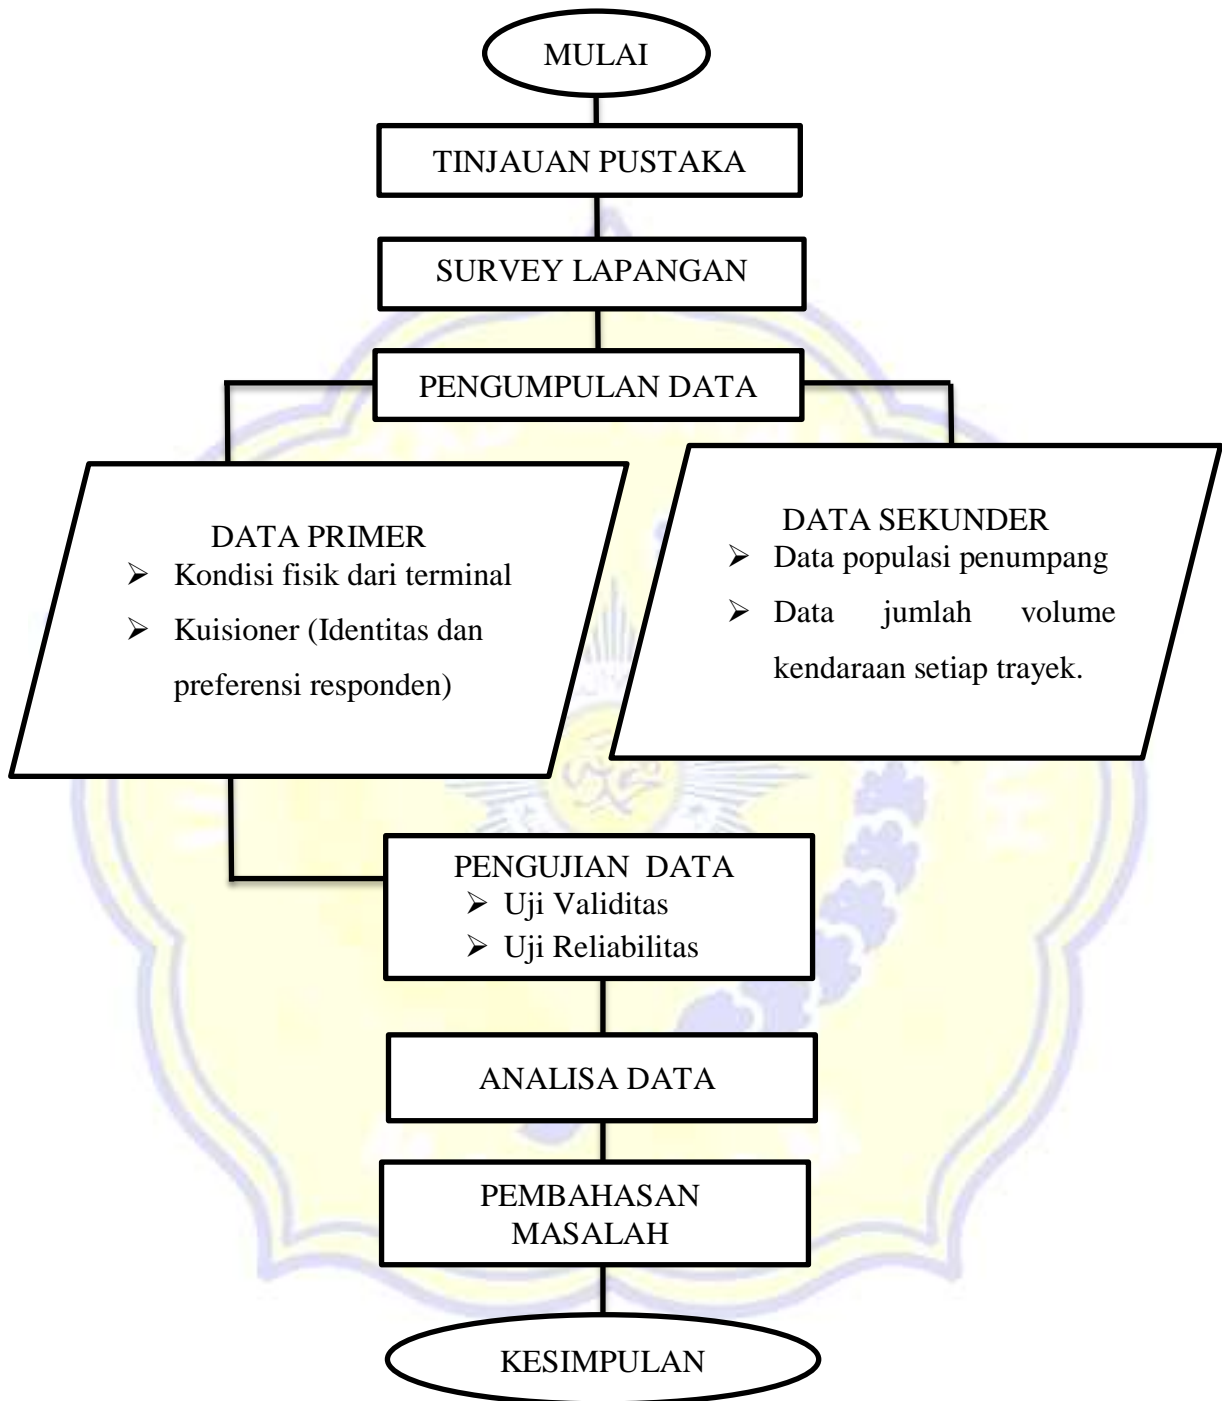 MULAI
TINJAUAN PUSTAKA
SURVEY LAPANGAN
PENGUMPULAN DATA
DATA PRIMER
➢ Kondisi fisik dari terminal
➢ Kuisioner (Identitas dan
preferensi responden)
DATA SEKUNDER
➢ Data populasi penumpang
➢ Data jumlah volume
kendaraan setiap trayek.
PENGUJIAN DATA
➢ Uji Validitas
➢ Uji Reliabilitas
ANALISA DATA
PEMBAHASAN
MASALAH
KESIMPULAN